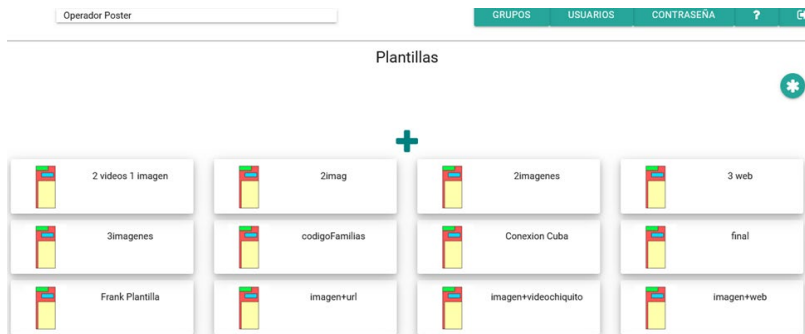 Operador Poster
GRUPOS USUARIOS CONTRASEÑA ?
Plantillas
2 videos 1 imagen
2imag
2imagenes
3 web
3imagenes
codigoFamilias
Conexion Cuba
final
Frank Plantilla
imagen+url
imagen+videochiquito
imagen+web